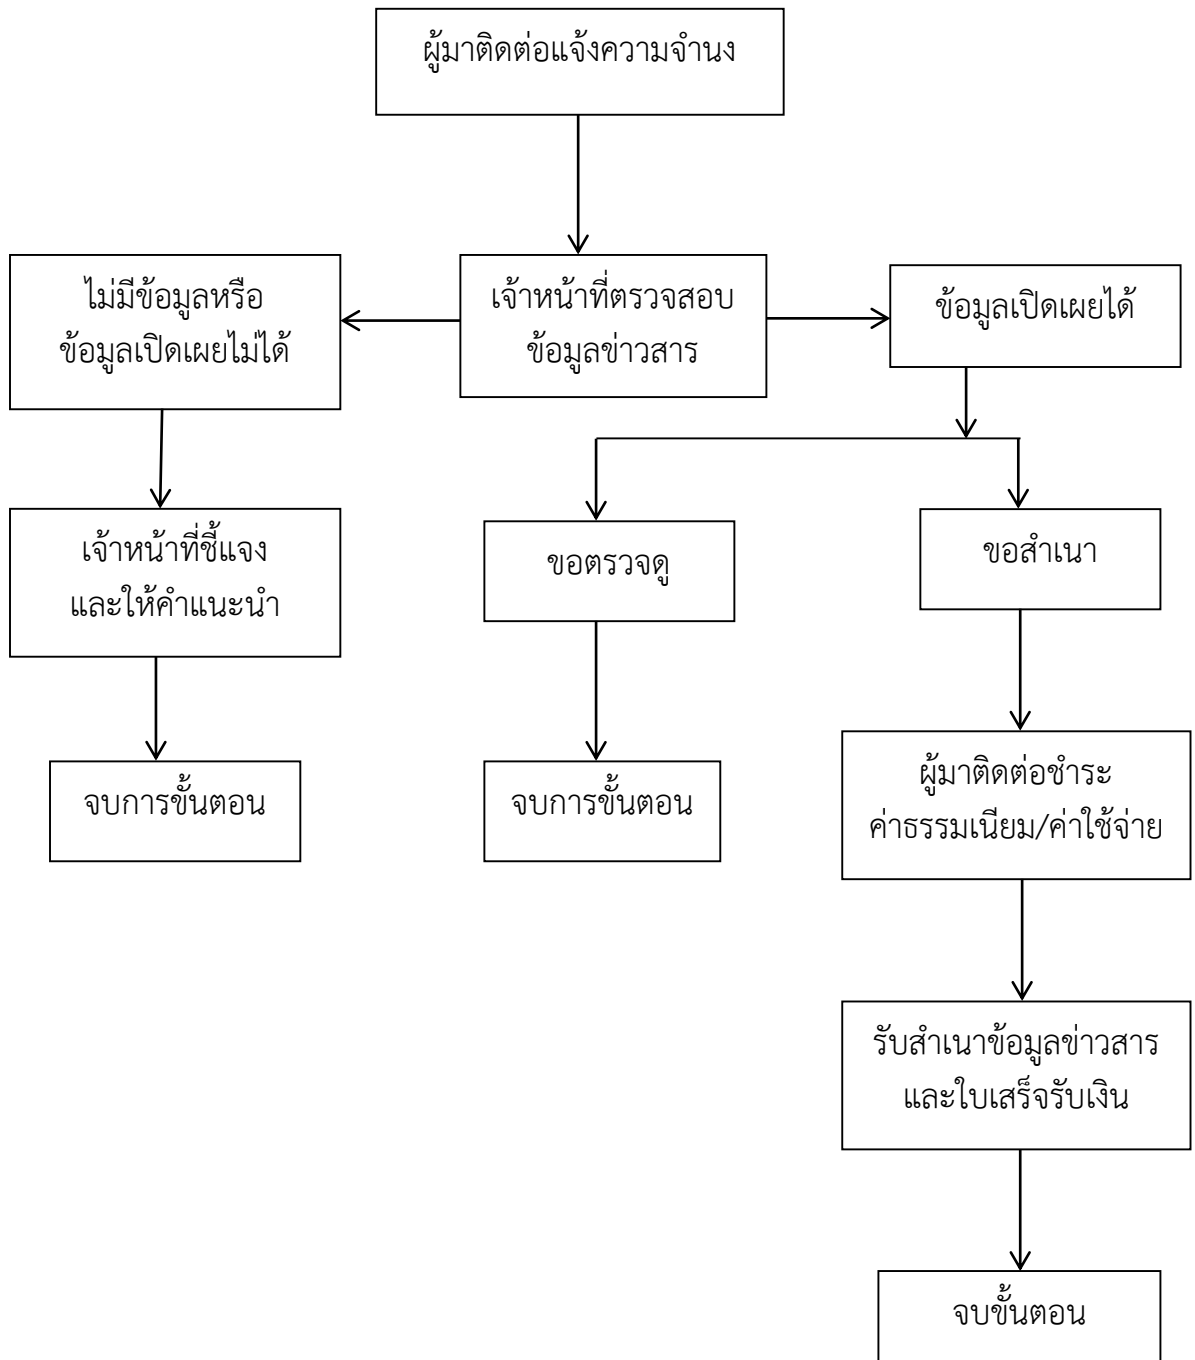 ผู้มาติดต่อแจ้งความจำนง
ไม่มีข้อมูลหรือ
ข้อมูลเปิดเผยไม่ได้
เจ้าหน้าที่ตรวจสอบ
ข้อมูลข่าวสาร
ข้อมูลเปิดเผยได้
เจ้าหน้าที่ชี้แจง
และให้คำแนะนำ
ขอตรวจดู
ขอสำเนา
จบการขั้นตอน
จบการขั้นตอน
ผู้มาติดต่อชำระ
ค่าธรรมเนียม/ค่าใช้จ่าย
รับสำเนาข้อมูลข่าวสาร
และใบเสร็จรับเงิน
จบขั้นตอน